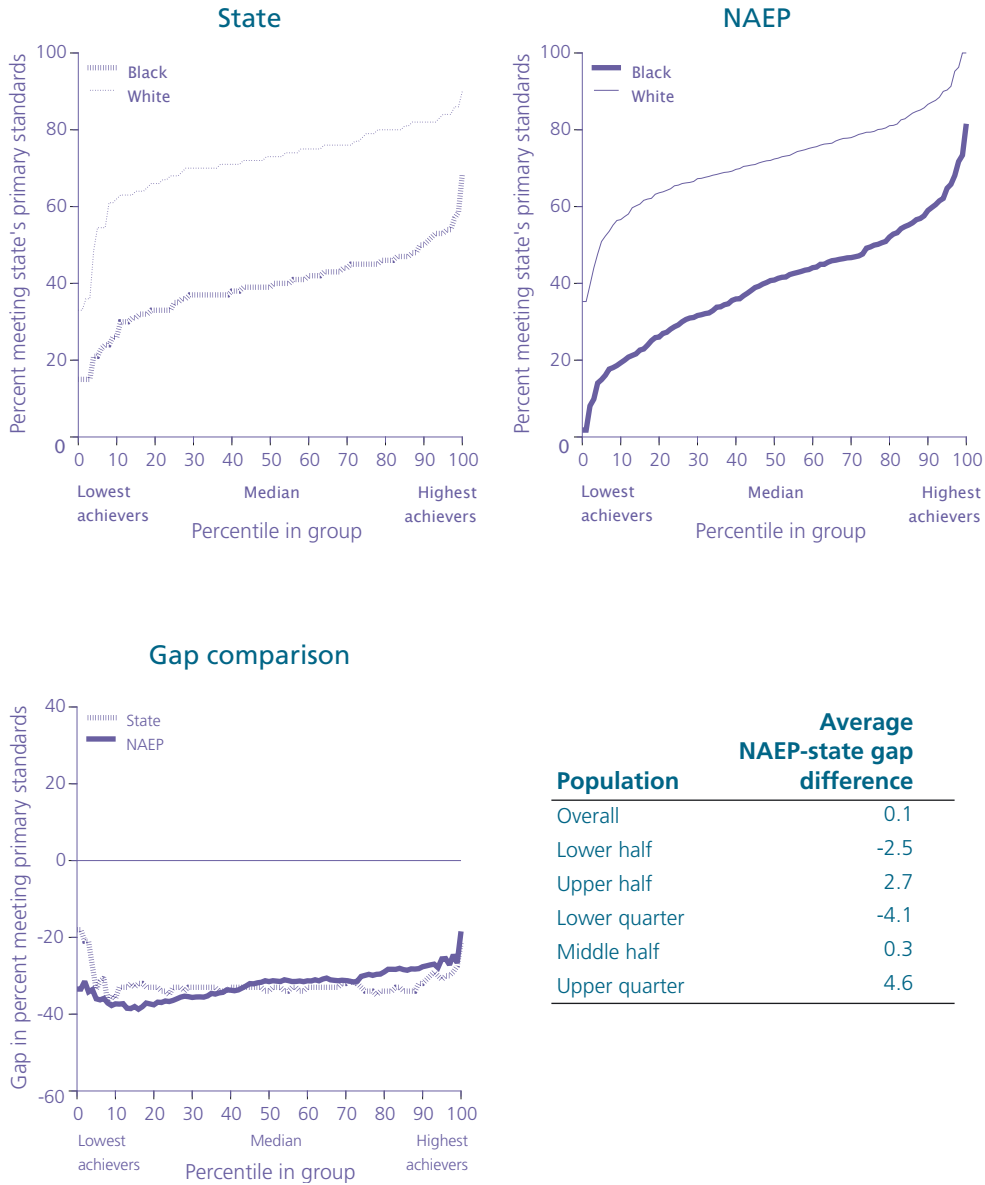 State
Percent meeting state's primary standards
100
80
60
40
20
0
Black
White
0 10 20 30 40 50 60 70 80 90 100
Lowest achievers
Median
Highest achievers
Percentile in group
NAEP
Percent meeting state's primary standards
100
80
60
40
20
0
Black
White
0 10 20 30 40 50 60 70 80 90 100
Lowest achievers
Median
Highest achievers
Percentile in group
Gap comparison
Gap in percent meeting primary standards
40
20
0
-20
-40
-60
State
NAEP
0 10 20 30 40 50 60 70 80 90 100
Lowest achievers
Median
Highest achievers
Percentile in group
Average
NAEP-state gap
Population difference
Overall 0.1
Lower half -2.5
Upper half 2.7
Lower quarter -4.1
Middle half 0.3
Upper quarter 4.6